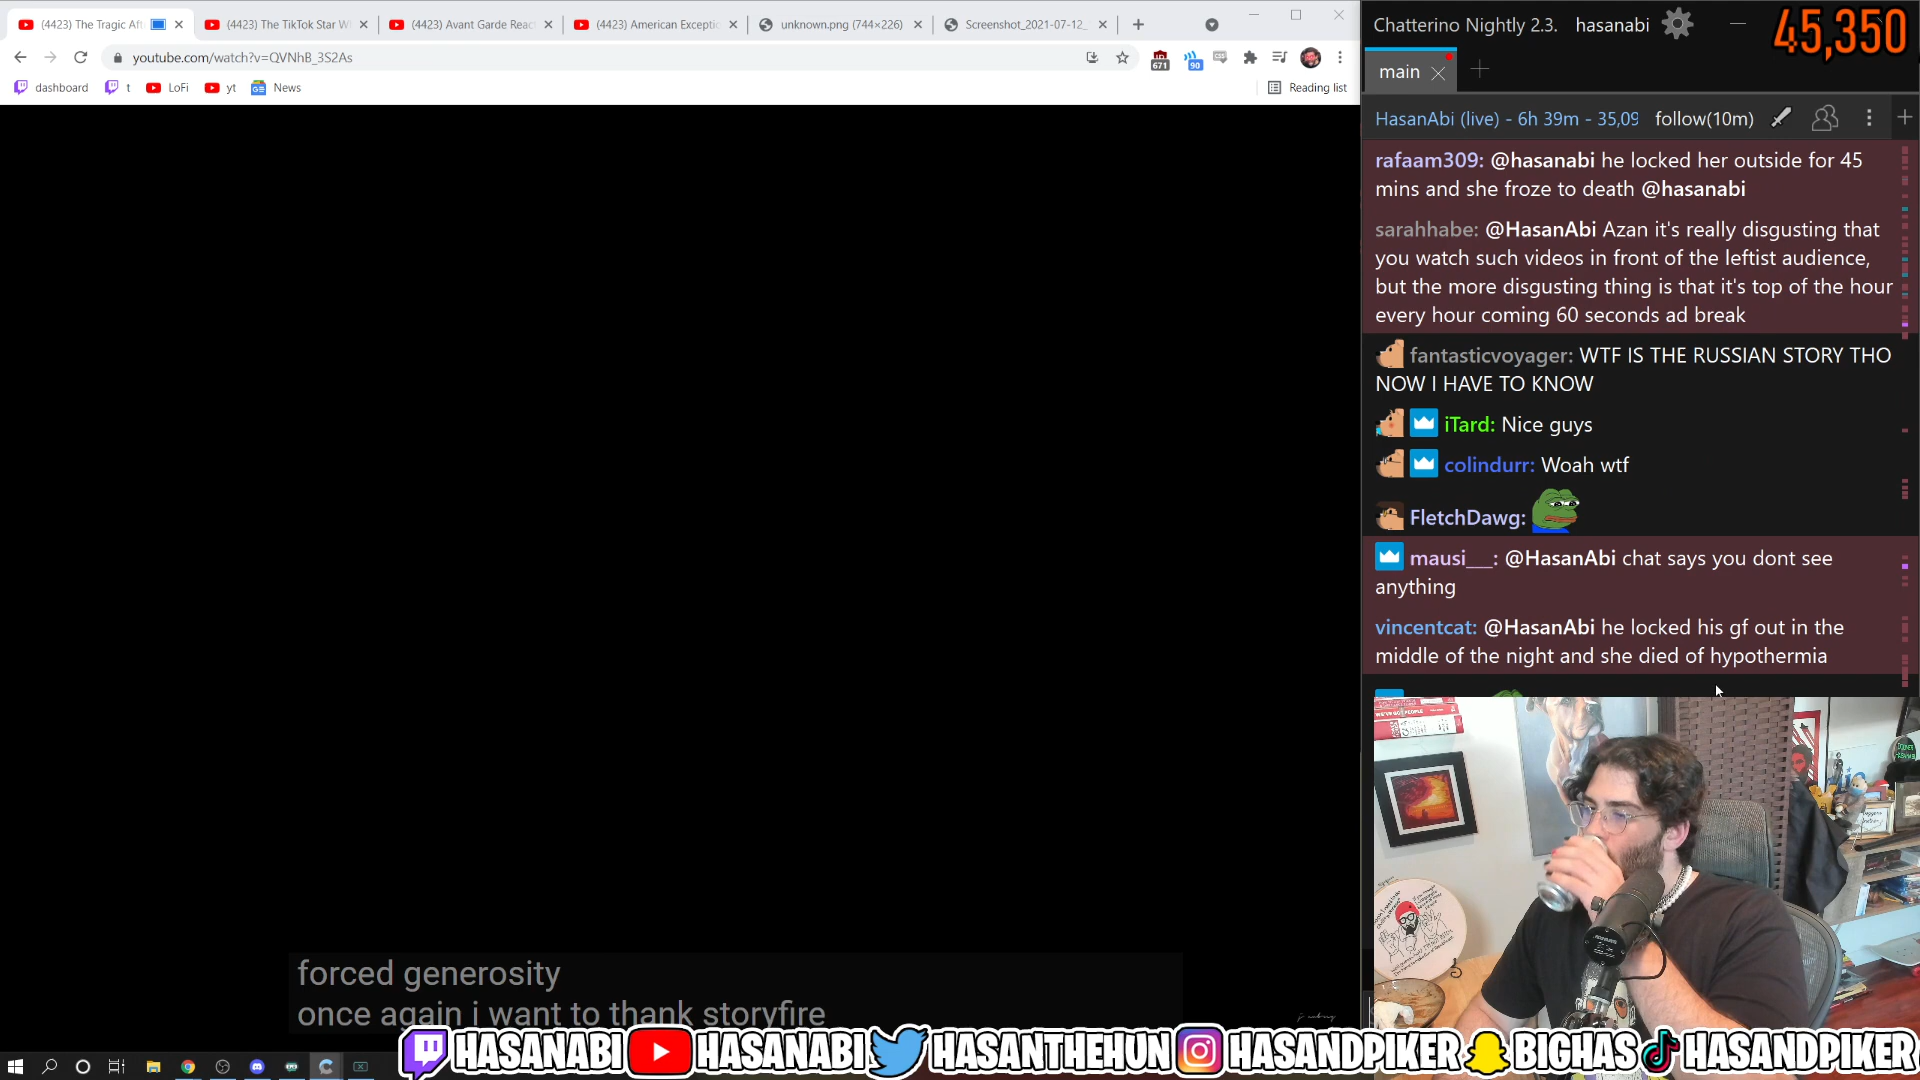 (4423) The Tragic Aft
(4423) The TikTok Star W
(4423) Avant Garde Reac
(4423) American Exceptio
unknown.png (744×226)
Screenshot_2021-07-12_
Chatterino Nightly 2.3.
hasanabi
45,350
youtube.com/watch?v=QVNhB_3S2As
671
90
main
dashboard
t
LoFi
yt
News
Reading list
HasanAbi (live) - 6h 39m - 35,09
follow(10m)
rafaam309: @hasanabi he locked her outside for 45
mins and she froze to death @hasanabi
sarahhabe: @HasanAbi Azan it's really disgusting that
you watch such videos in front of the leftist audience,
but the more disgusting thing is that it's top of the hour
every hour coming 60 seconds ad break
fantasticvoyager: WTF IS THE RUSSIAN STORY THO
NOW I HAVE TO KNOW
iTard: Nice guys
colindurr: Woah wtf
FletchDawg:
mausi___: @HasanAbi chat says you dont see
anything
vincentcat: @HasanAbi he locked his gf out in the
middle of the night and she died of hypothermia
forced generosity
once again i want to thank storyfire
HASANABI
HASANABI
HASANTHEHUN
HASANDPIKER
BIGHAS
HASANDPIKER